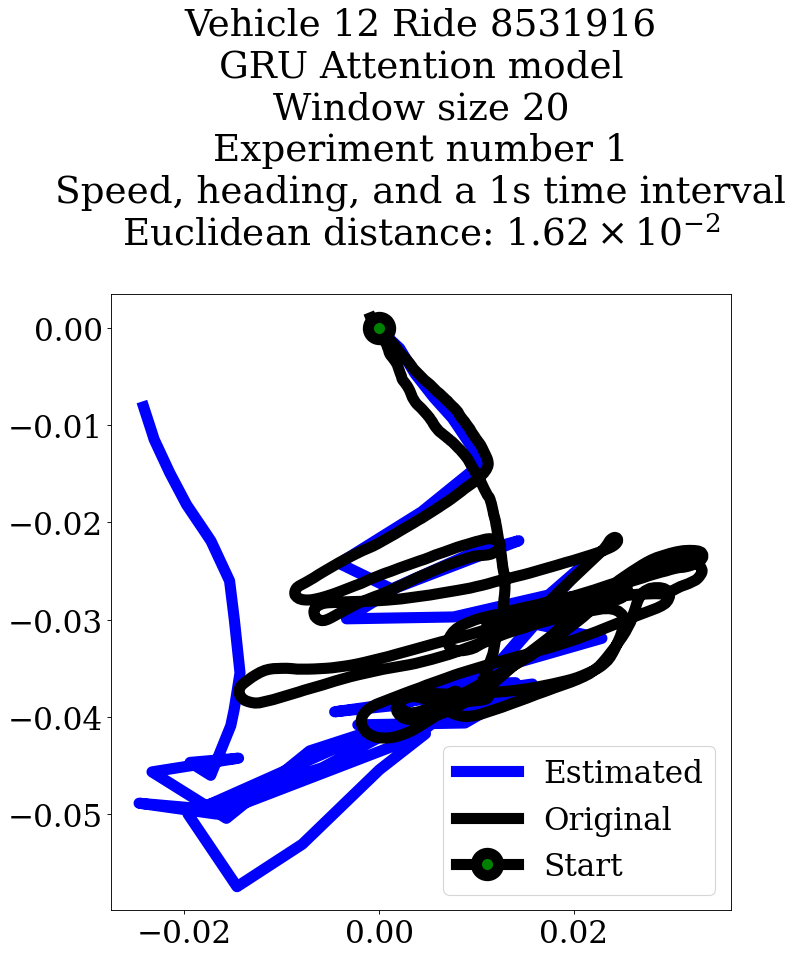 Vehicle 12 Ride 8531916
GRU Attention model
Window size 20
Experiment number 1
Speed, heading, and a 1s time interval
Euclidean distance: 1.62 × 10⁻²
0.00
−0.01
−0.02
−0.03
−0.04
−0.05
Estimated
Original
Start
−0.02 0.00 0.02